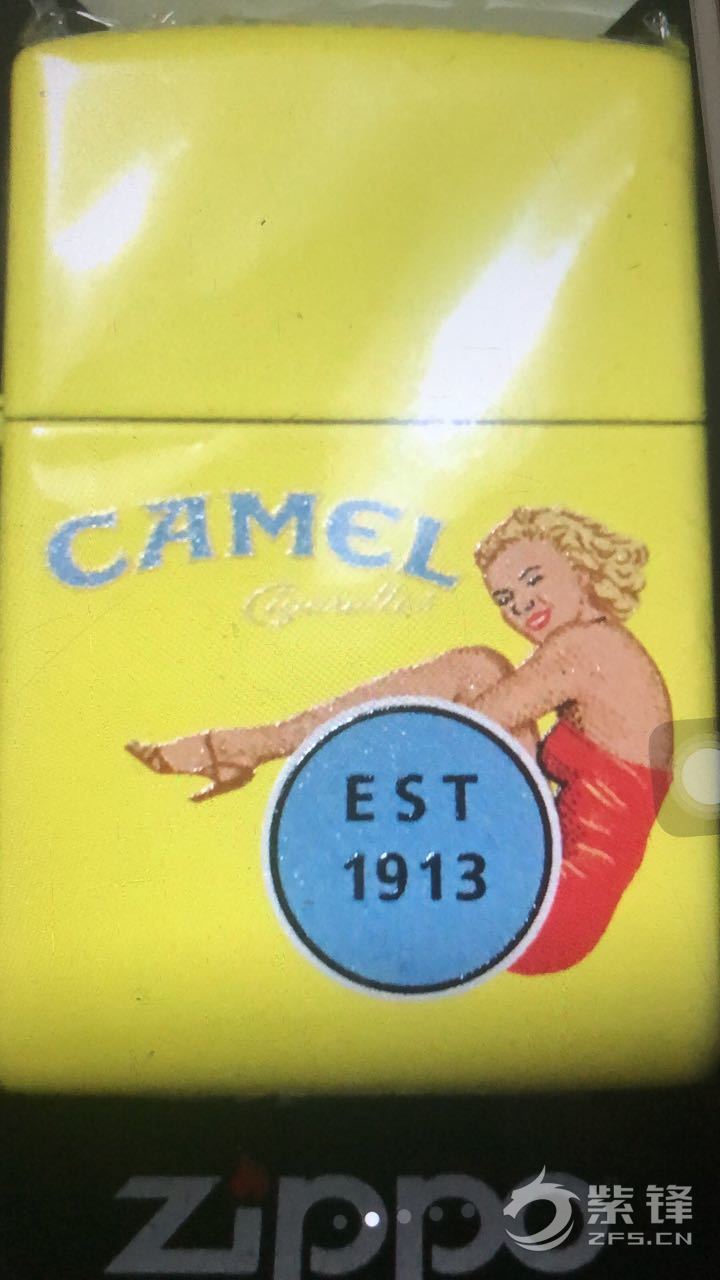 CAMEL
Cigarettes
EST
1913
zippo
紫锋
ZFS.CN